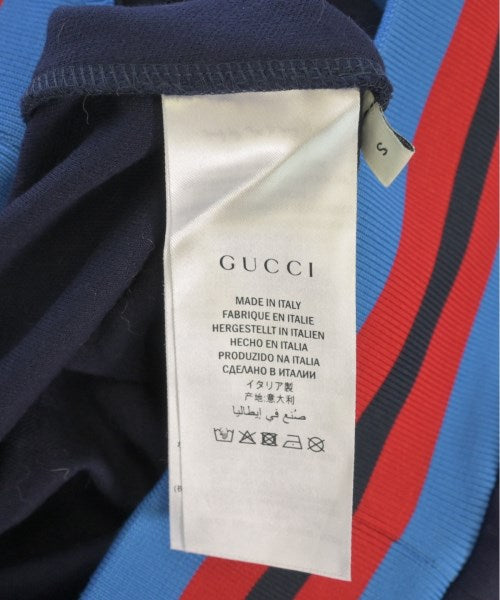 S
GUCCI
MADE IN ITALY
FABRIQUE EN ITALIE
HERGESTELLT IN ITALIEN
HECHO EN ITALIA
PRODUZIDO NA ITALIA
СДЕЛАНО В ИТАЛИИ
イタリア製
产地:意大利
صُنع في إيطاليا